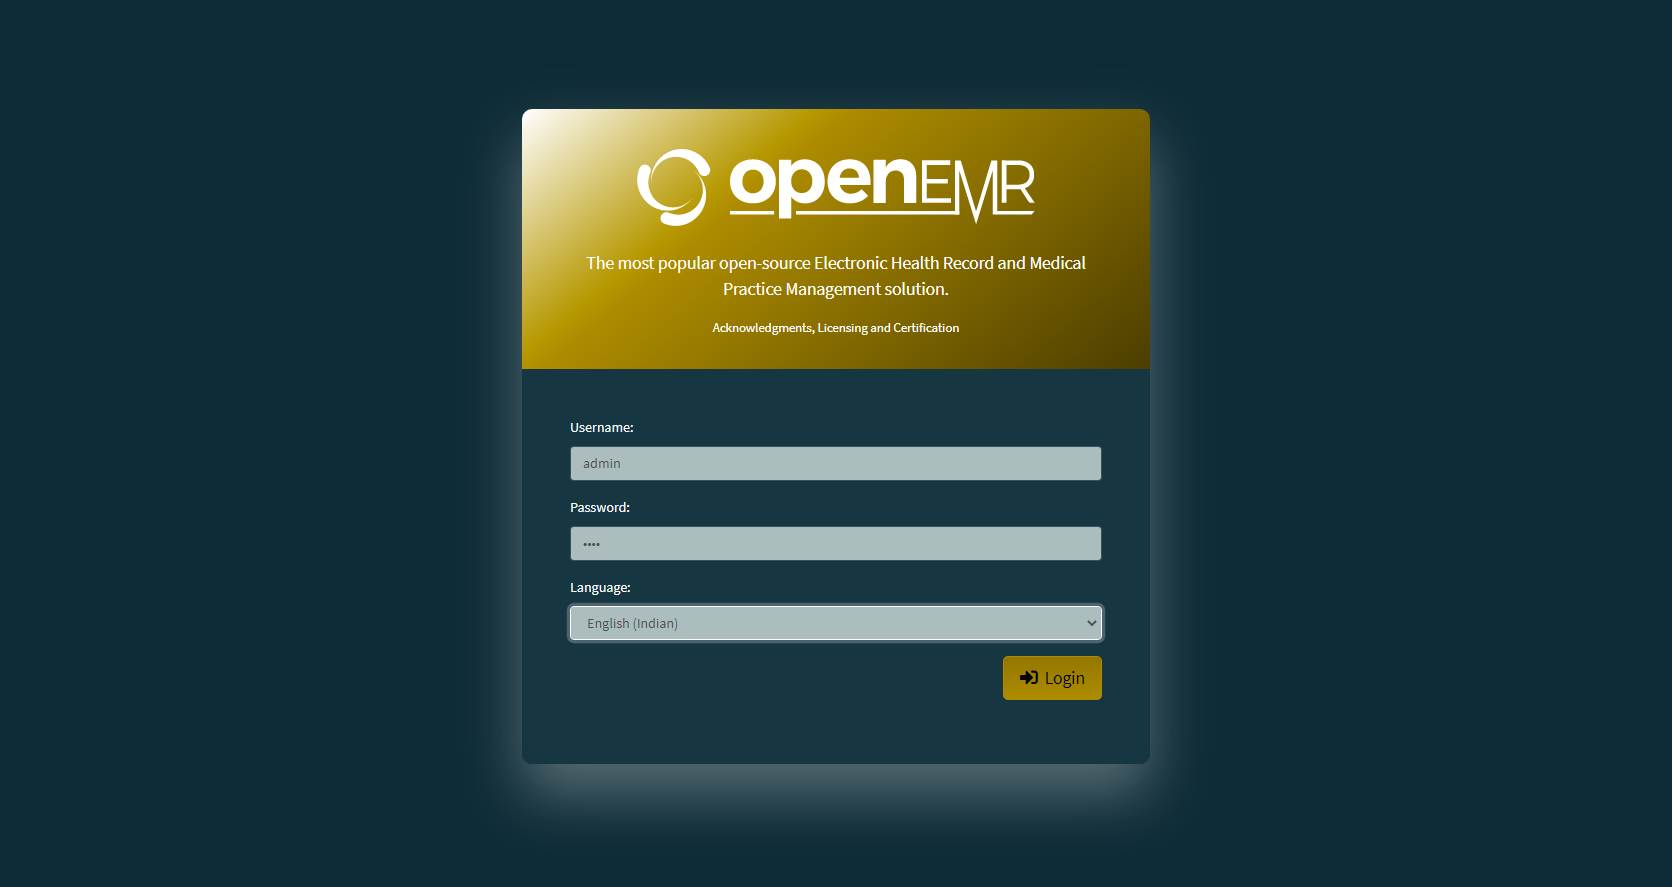 openEMR
The most popular open-source Electronic Health Record and Medical
Practice Management solution.
Acknowledgments, Licensing and Certification
Username:
admin
Password:
••••
Language:
English (Indian)
Login